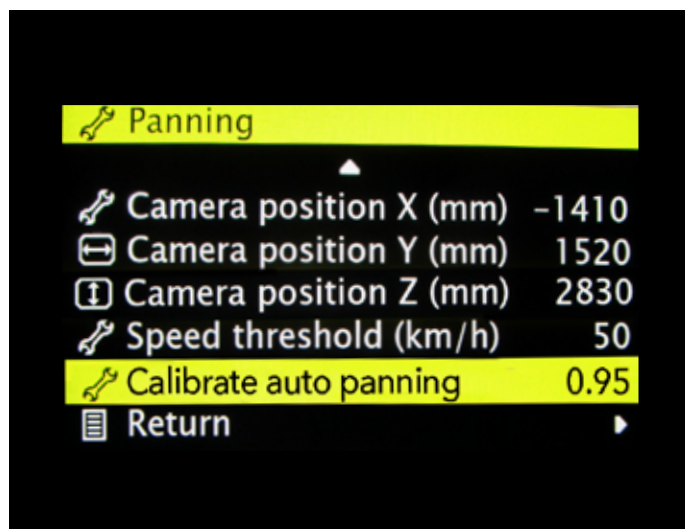 Panning
Camera position X (mm) -1410
Camera position Y (mm) 1520
Camera position Z (mm) 2830
Speed threshold (km/h) 50
Calibrate auto panning 0.95
Return